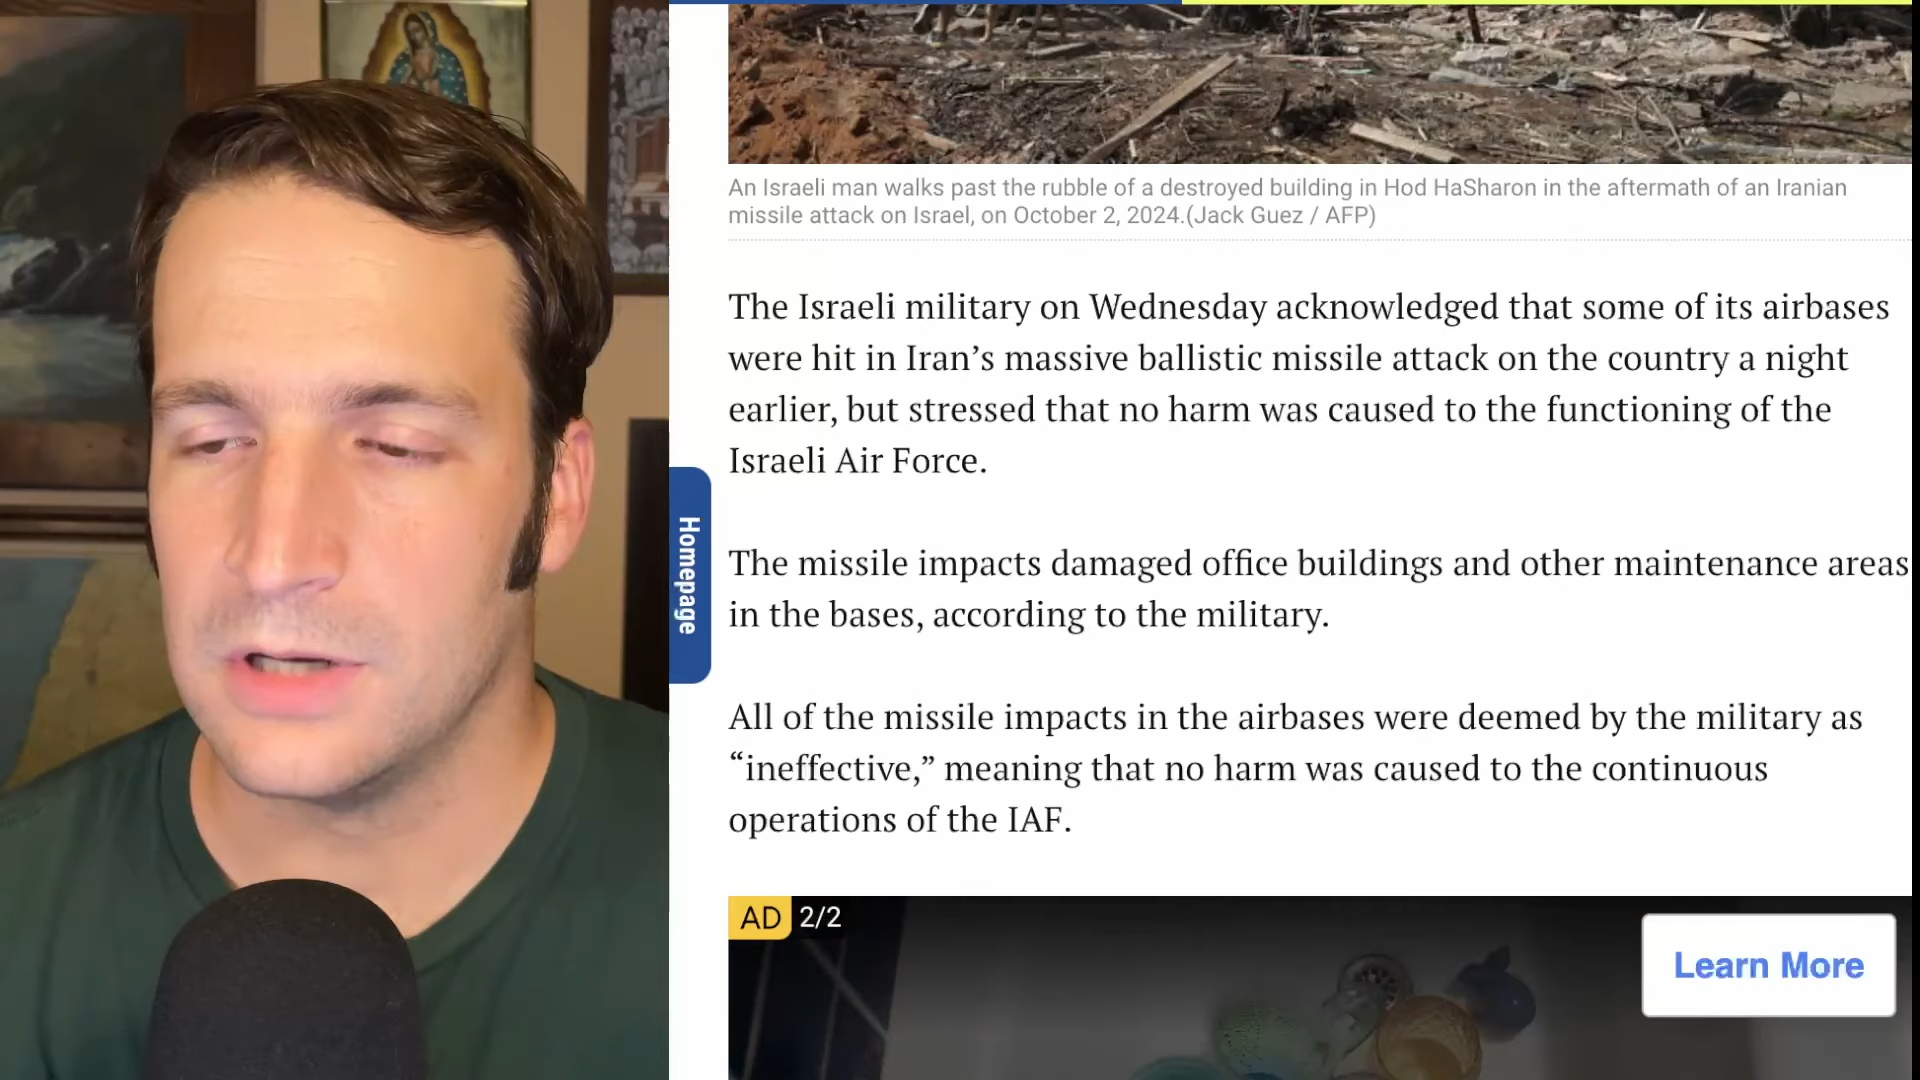 An Israeli man walks past the rubble of a destroyed building in Hod HaSharon in the aftermath of an Iranian
missile attack on Israel, on October 2, 2024.(Jack Guez / AFP)
The Israeli military on Wednesday acknowledged that some of its airbases
were hit in Iran’s massive ballistic missile attack on the country a night
earlier, but stressed that no harm was caused to the functioning of the
Israeli Air Force.
Homepage
The missile impacts damaged office buildings and other maintenance areas
in the bases, according to the military.
All of the missile impacts in the airbases were deemed by the military as
“ineffective,” meaning that no harm was caused to the continuous
operations of the IAF.
AD 2/2
Learn More